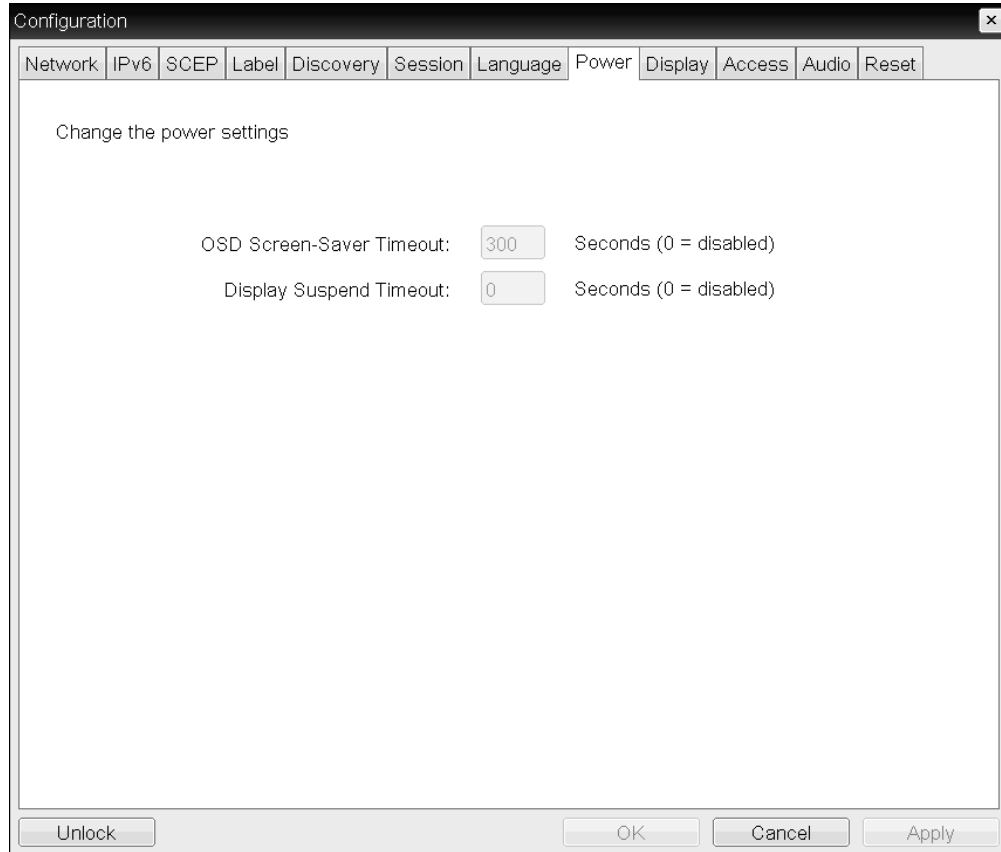 Configuration
Network IPv6 SCEP Label Discovery Session Language Power Display Access Audio Reset
Change the power settings
OSD Screen-Saver Timeout: 300 Seconds (0 = disabled)
Display Suspend Timeout: 0 Seconds (0 = disabled)
Unlock OK Cancel Apply